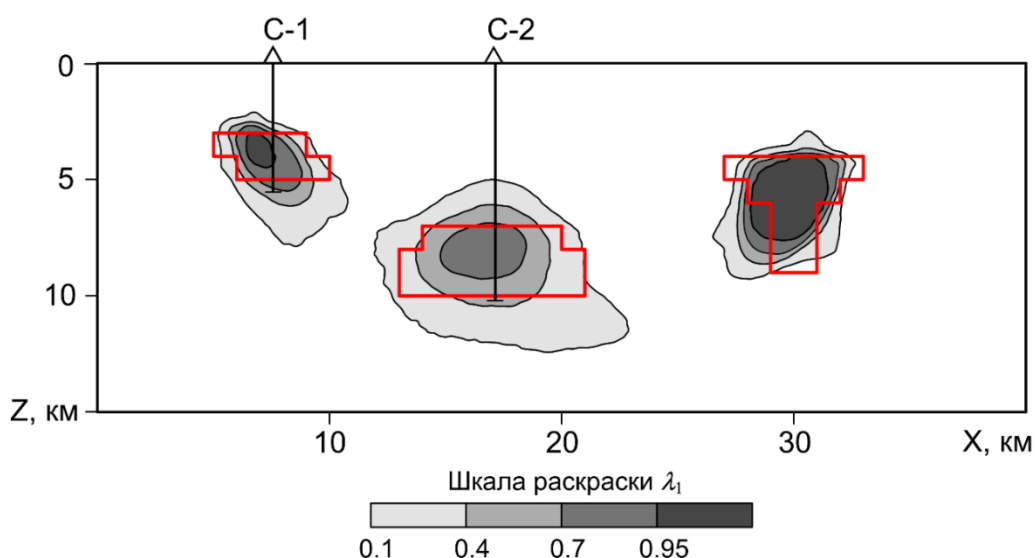 С-1 С-2
0
5
10
Z, км
10 20 30 X, км
Шкала раскраски λ₁
0.1 0.4 0.7 0.95